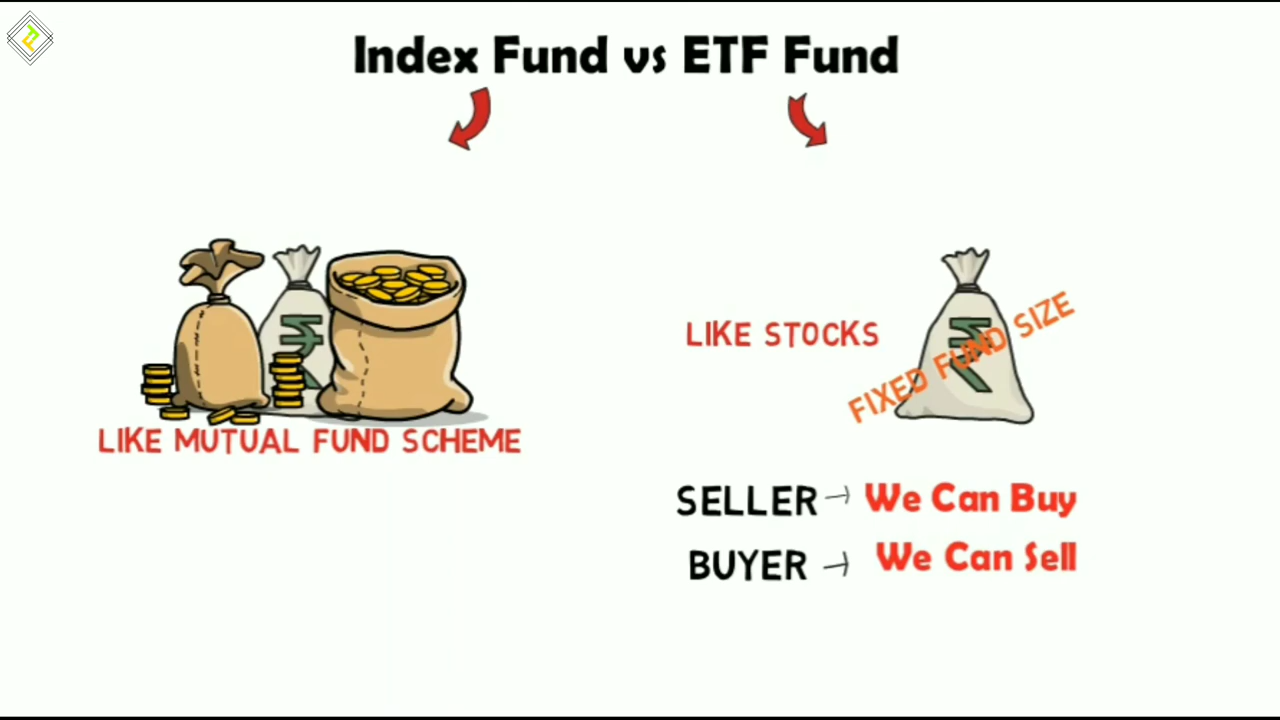 Index Fund vs ETF Fund
LIKE STOCKS
FIXED FUND SIZE
LIKE MUTUAL FUND SCHEME
SELLER → We Can Buy
BUYER → We Can Sell